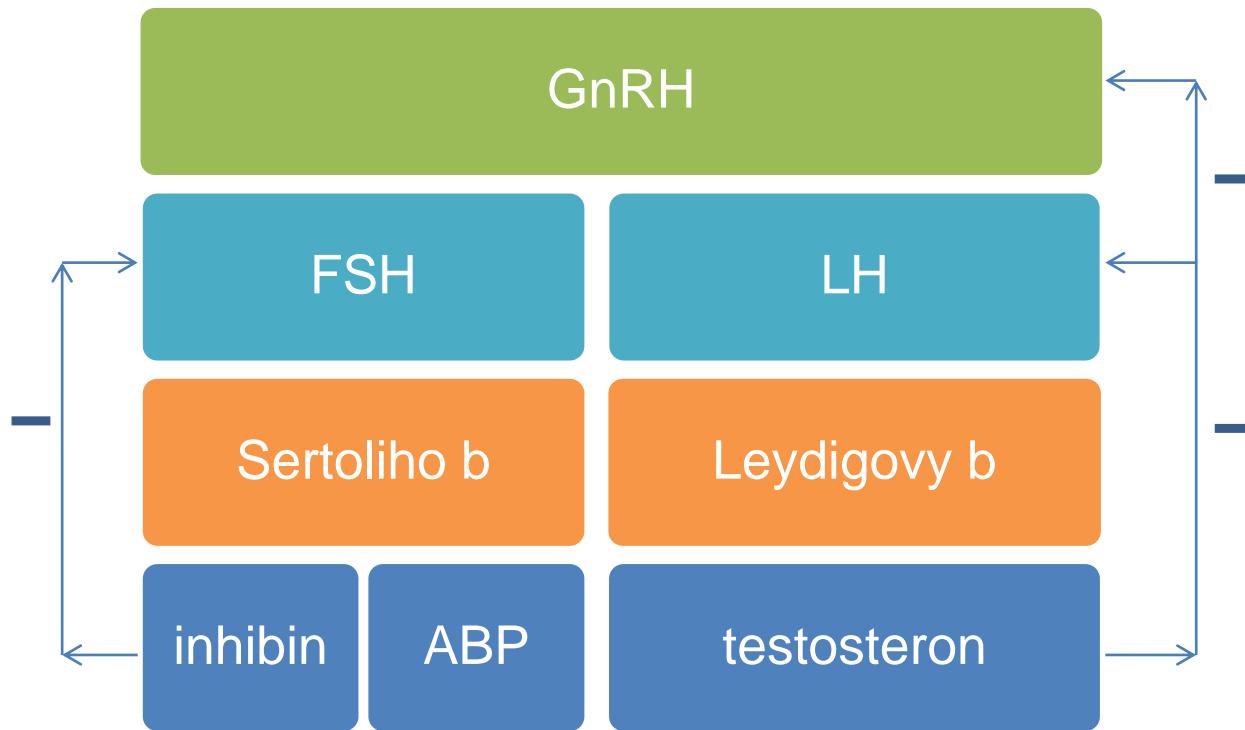 GnRH
FSH
LH
Sertoliho b
Leydigovy b
inhibin
ABP
testosteron